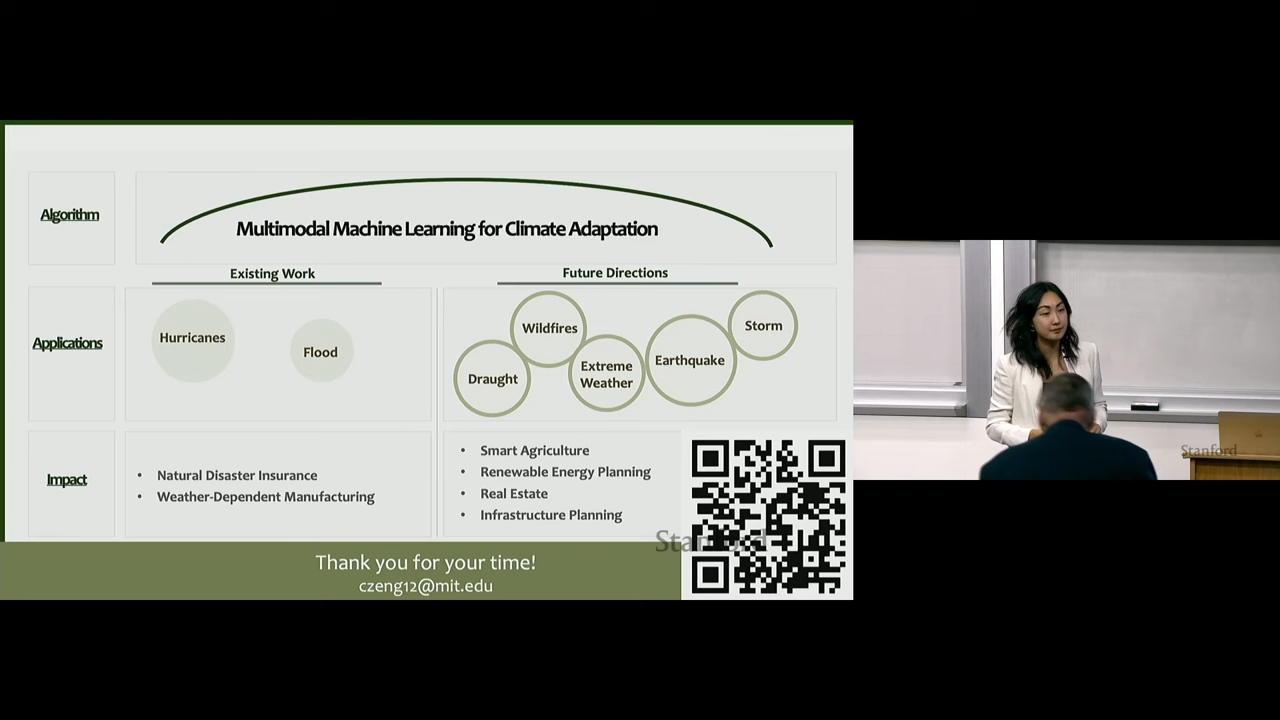 Algorithm
Multimodal Machine Learning for Climate Adaptation
Existing Work
Future Directions
Applications
Hurricanes
Flood
Draught
Wildfires
Extreme
Weather
Earthquake
Storm
Impact
• Natural Disaster Insurance
• Weather-Dependent Manufacturing
• Smart Agriculture
• Renewable Energy Planning
• Real Estate
• Infrastructure Planning
Thank you for your time!
czeng12@mit.edu
Stanford
Stanford